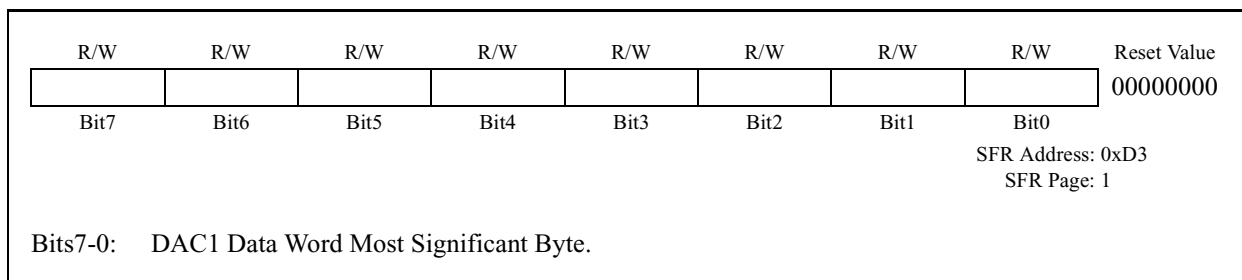 R/W R/W R/W R/W R/W R/W R/W R/W Reset Value
00000000
Bit7 Bit6 Bit5 Bit4 Bit3 Bit2 Bit1 Bit0
SFR Address: 0xD3
SFR Page: 1
Bits7-0: DAC1 Data Word Most Significant Byte.